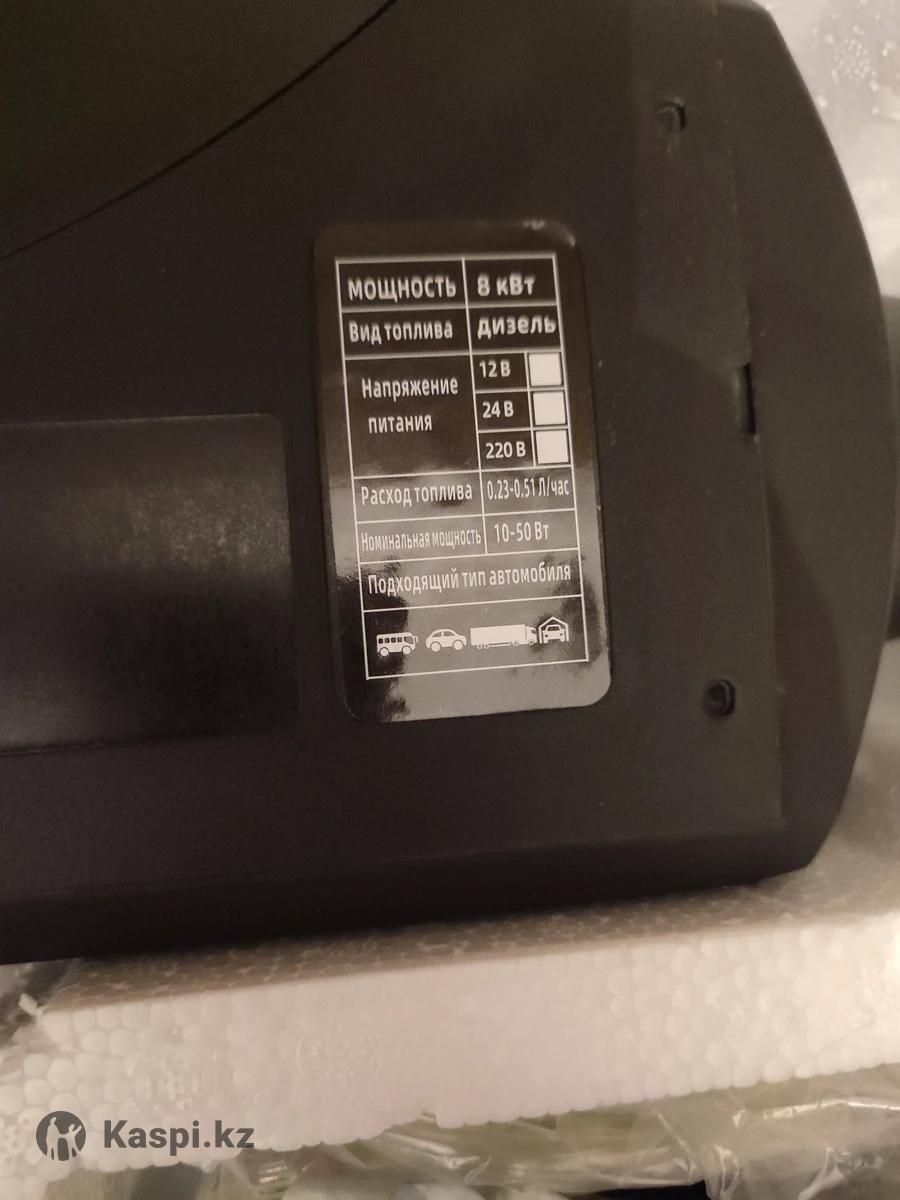 МОЩНОСТЬ 8 кВт
Вид топлива дизель
Напряжение питания
12 В
24 В
220 В
Расход топлива 0.23-0.51 Л/час
Номинальная мощность 10-50 Вт
Подходящий тип автомобиля
Kaspi.kz